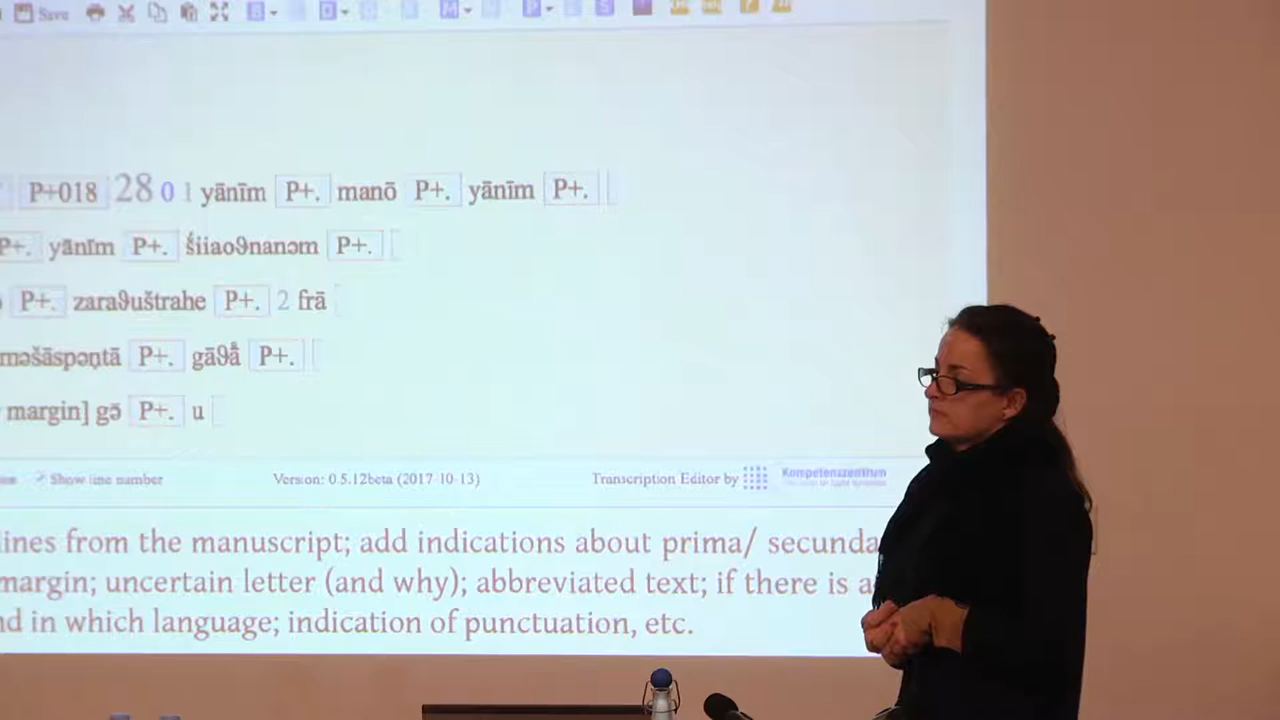 Save
P+018 28 0 1 yānīm P+. manō P+. yānīm P+.
P+. yānīm P+. š́iiaoϑnanəm P+.
P+. zaraϑuštrahe P+. 2 frā
məšāspəṇtā P+. gāϑā̊ P+.
margin] gə̄ P+. u
Show line number Version: 0.5.12beta (2017-10-13) Transcription Editor by Kompetenzzentrum
lines from the manuscript; add indications about prima/ secunda
margin; uncertain letter (and why); abbreviated text; if there is a
nd in which language; indication of punctuation, etc.